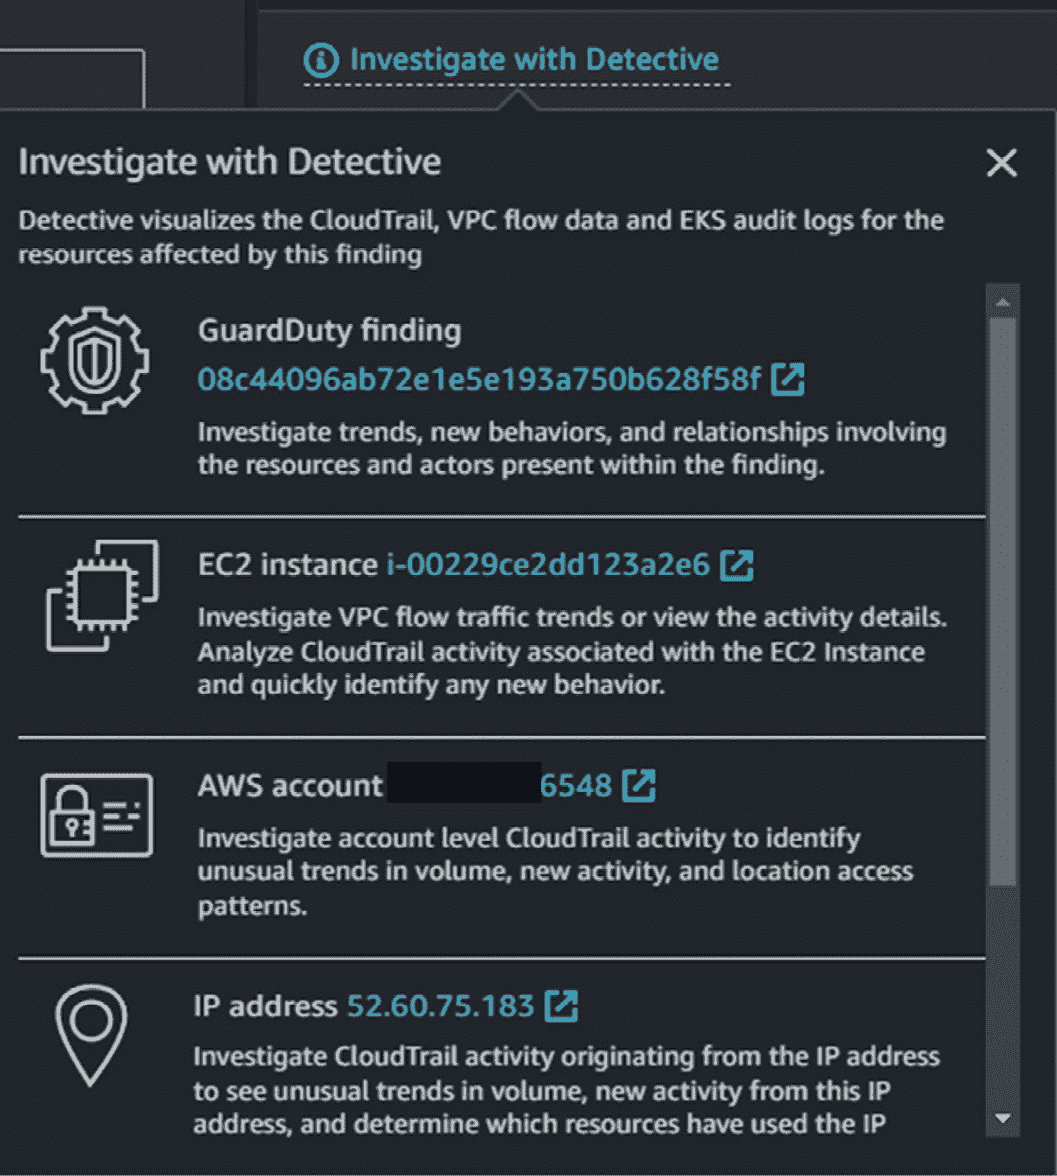 Investigate with Detective
Investigate with Detective
Detective visualizes the CloudTrail, VPC flow data and EKS audit logs for the
resources affected by this finding
GuardDuty finding
08c44096ab72e1e5e193a750b628f58f
Investigate trends, new behaviors, and relationships involving
the resources and actors present within the finding.
EC2 instance i-00229ce2dd123a2e6
Investigate VPC flow traffic trends or view the activity details.
Analyze CloudTrail activity associated with the EC2 Instance
and quickly identify any new behavior.
AWS account 6548
Investigate account level CloudTrail activity to identify
unusual trends in volume, new activity, and location access
patterns.
IP address 52.60.75.183
Investigate CloudTrail activity originating from the IP address
to see unusual trends in volume, new activity from this IP
address, and determine which resources have used the IP